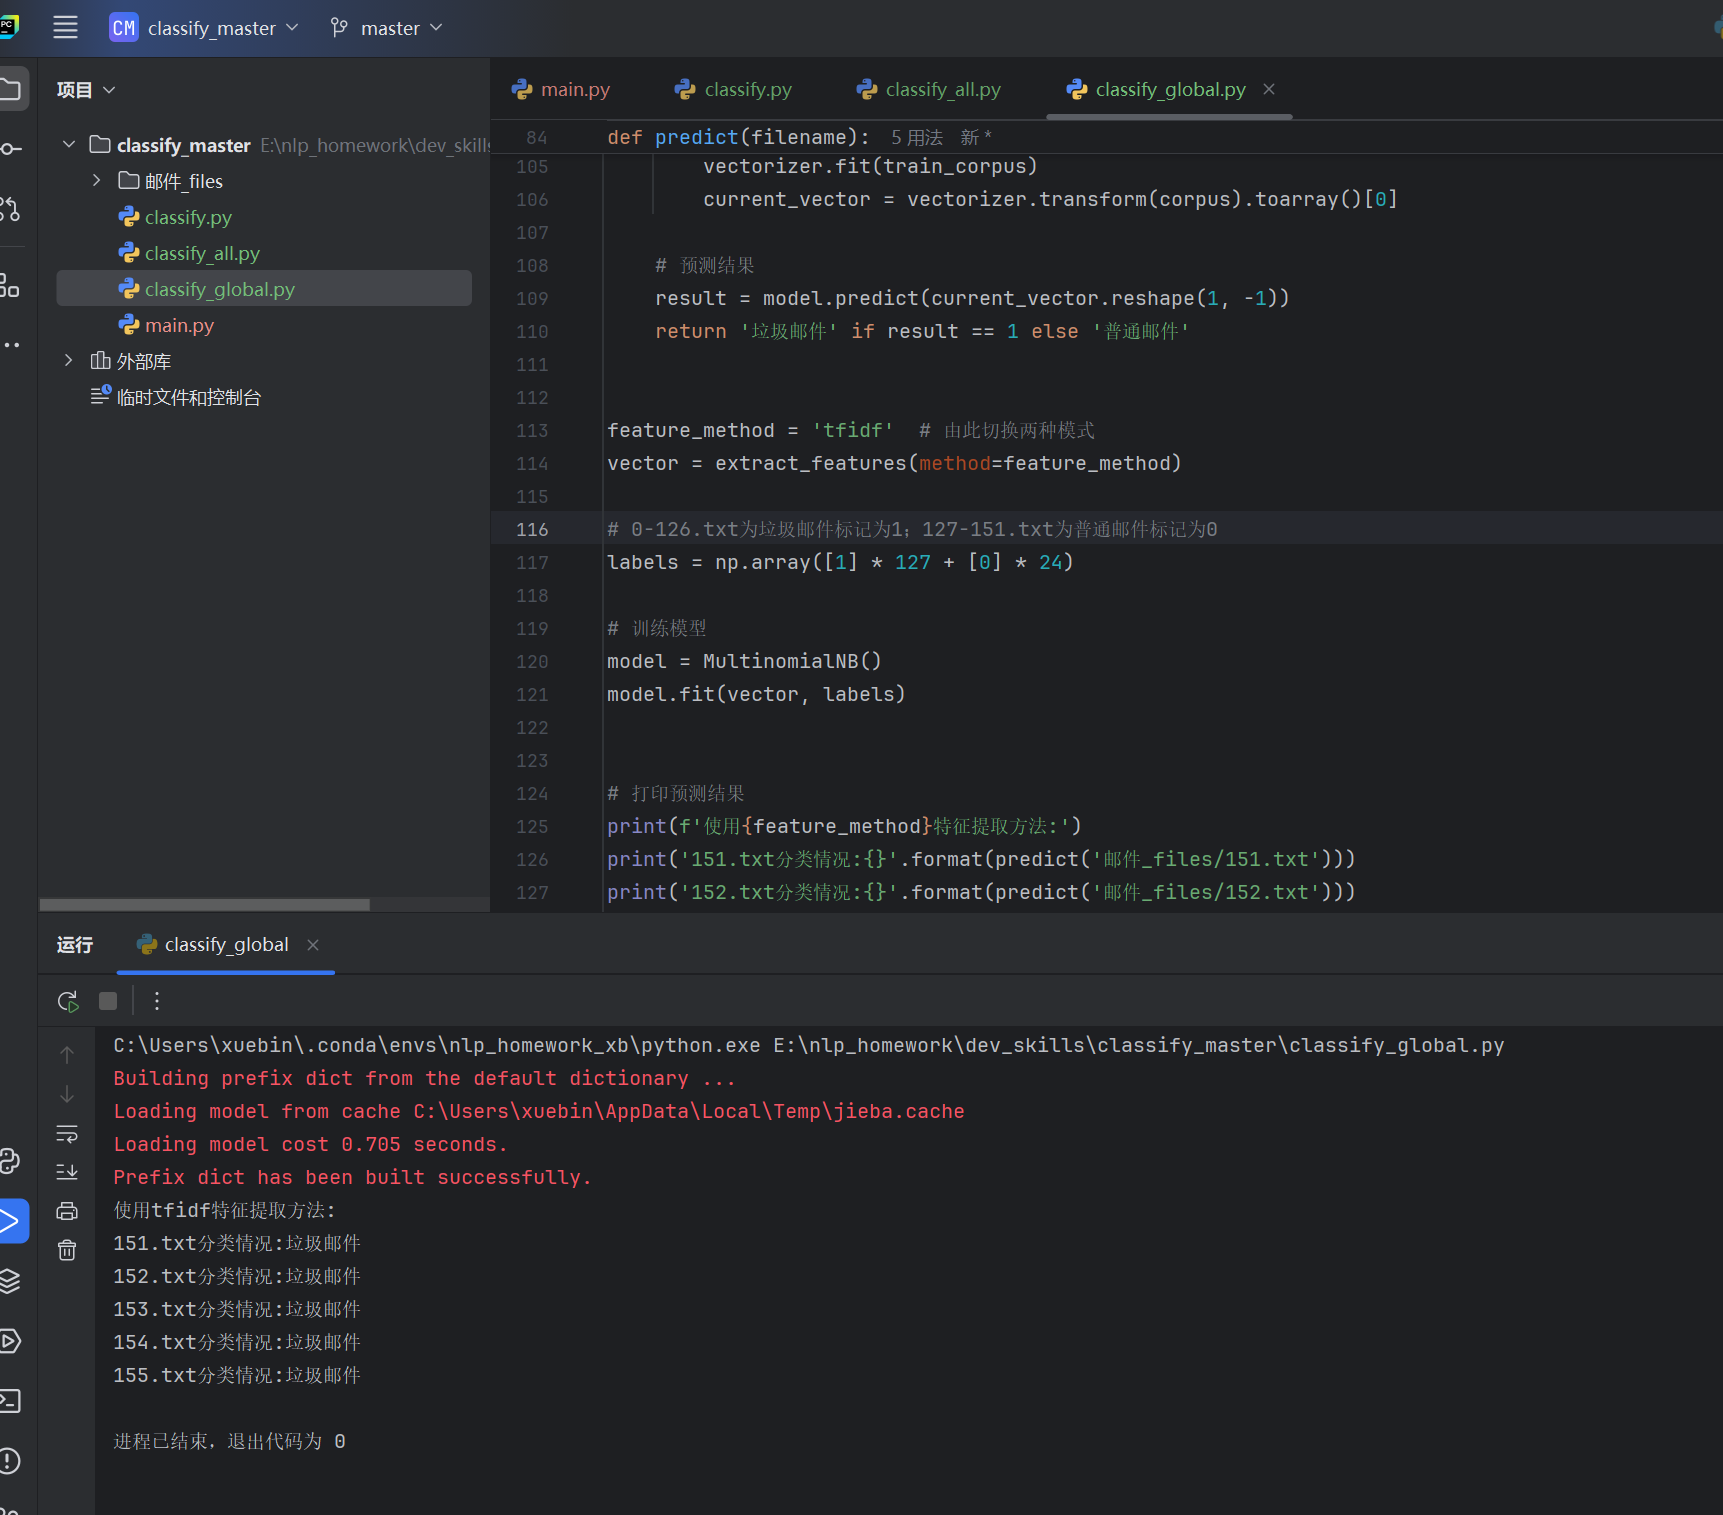 PC
CM classify_master master
项目
main.py classify.py classify_all.py classify_global.py
classify_master E:\nlp_homework\dev_skills
邮件_files
classify.py
classify_all.py
classify_global.py
main.py
外部库
临时文件和控制台
84 def predict(filename): 5 用法 新 *
105 vectorizer.fit(train_corpus)
106 current_vector = vectorizer.transform(corpus).toarray()[0]
107
108 # 预测结果
109 result = model.predict(current_vector.reshape(1, -1))
110 return '垃圾邮件' if result == 1 else '普通邮件'
111
112
113 feature_method = 'tfidf' # 由此切换两种模式
114 vector = extract_features(method=feature_method)
115
116 # 0-126.txt为垃圾邮件标记为1；127-151.txt为普通邮件标记为0
117 labels = np.array([1] * 127 + [0] * 24)
118
119 # 训练模型
120 model = MultinomialNB()
121 model.fit(vector, labels)
122
123
124 # 打印预测结果
125 print(f'使用{feature_method}特征提取方法:')
126 print('151.txt分类情况:{}'.format(predict('邮件_files/151.txt')))
127 print('152.txt分类情况:{}'.format(predict('邮件_files/152.txt')))
运行 classify_global
C:\Users\xuebin\.conda\envs\nlp_homework_xb\python.exe E:\nlp_homework\dev_skills\classify_master\classify_global.py
Building prefix dict from the default dictionary ...
Loading model from cache C:\Users\xuebin\AppData\Local\Temp\jieba.cache
Loading model cost 0.705 seconds.
Prefix dict has been built successfully.
使用tfidf特征提取方法:
151.txt分类情况:垃圾邮件
152.txt分类情况:垃圾邮件
153.txt分类情况:垃圾邮件
154.txt分类情况:垃圾邮件
155.txt分类情况:垃圾邮件
进程已结束，退出代码为 0